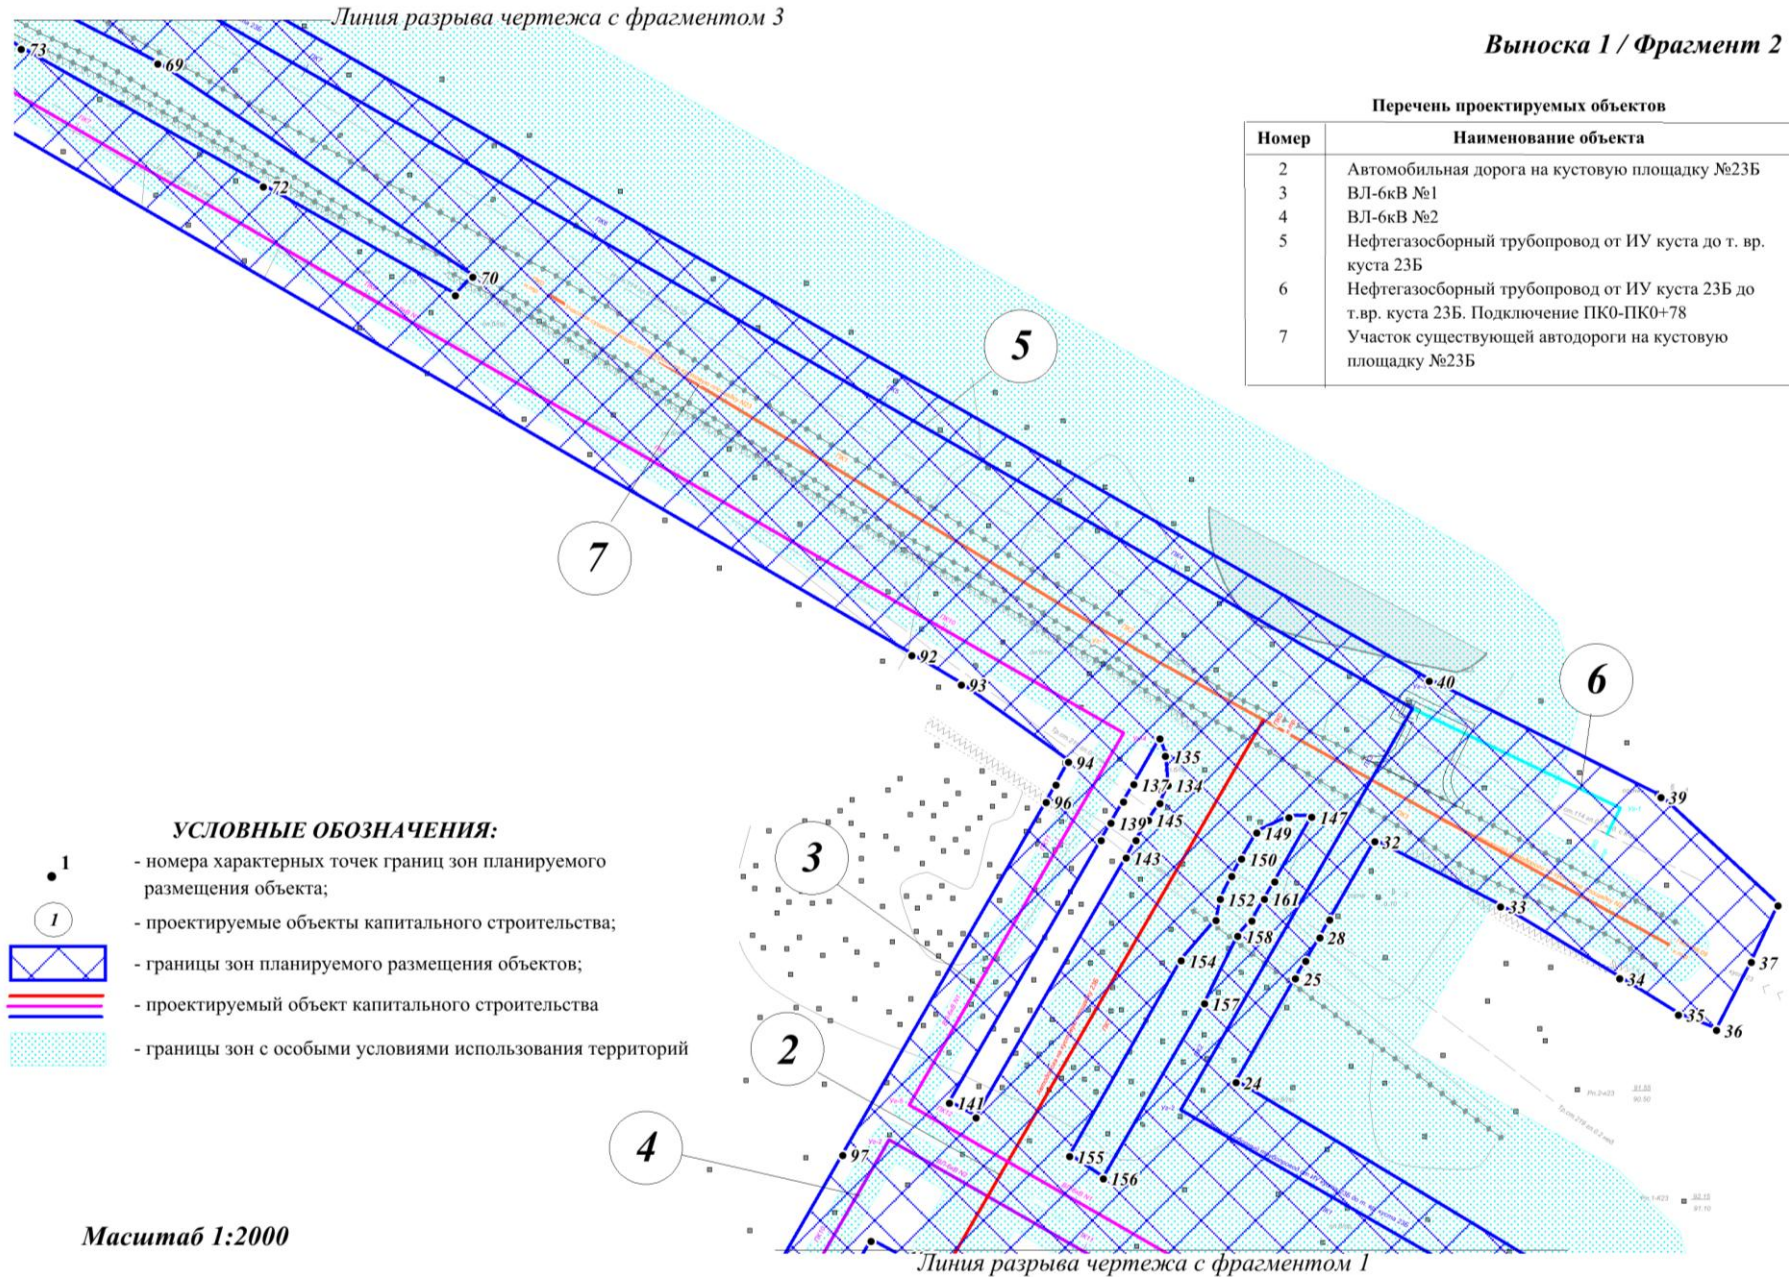 Линия разрыва чертежа с фрагментом 3
Выноска 1 / Фрагмент 2
Перечень проектируемых объектов
Номер Наименование объекта
2 Автомобильная дорога на кустовую площадку №23Б
3 ВЛ-6кВ №1
4 ВЛ-6кВ №2
5 Нефтегазосборный трубопровод от ИУ куста до т. вр.
куста 23Б
6 Нефтегазосборный трубопровод от ИУ куста 23Б до
т.вр. куста 23Б. Подключение ПК0-ПК0+78
7 Участок существующей автодороги на кустовую
площадку №23Б
73
69
72
70
5
7
92
93
40
6
94
135
137
134
96
39
139
145
147
149
32
143
3
150
152
161
33
28
158
154
37
25
34
157
35
36
2
24
141
4
97
155
156
УСЛОВНЫЕ ОБОЗНАЧЕНИЯ:
1 - номера характерных точек границ зон планируемого
размещения объекта;
1 - проектируемые объекты капитального строительства;
- границы зон планируемого размещения объектов;
- проектируемый объект капитального строительства
- границы зон с особыми условиями использования территорий
Масштаб 1:2000
Линия разрыва чертежа с фрагментом 1